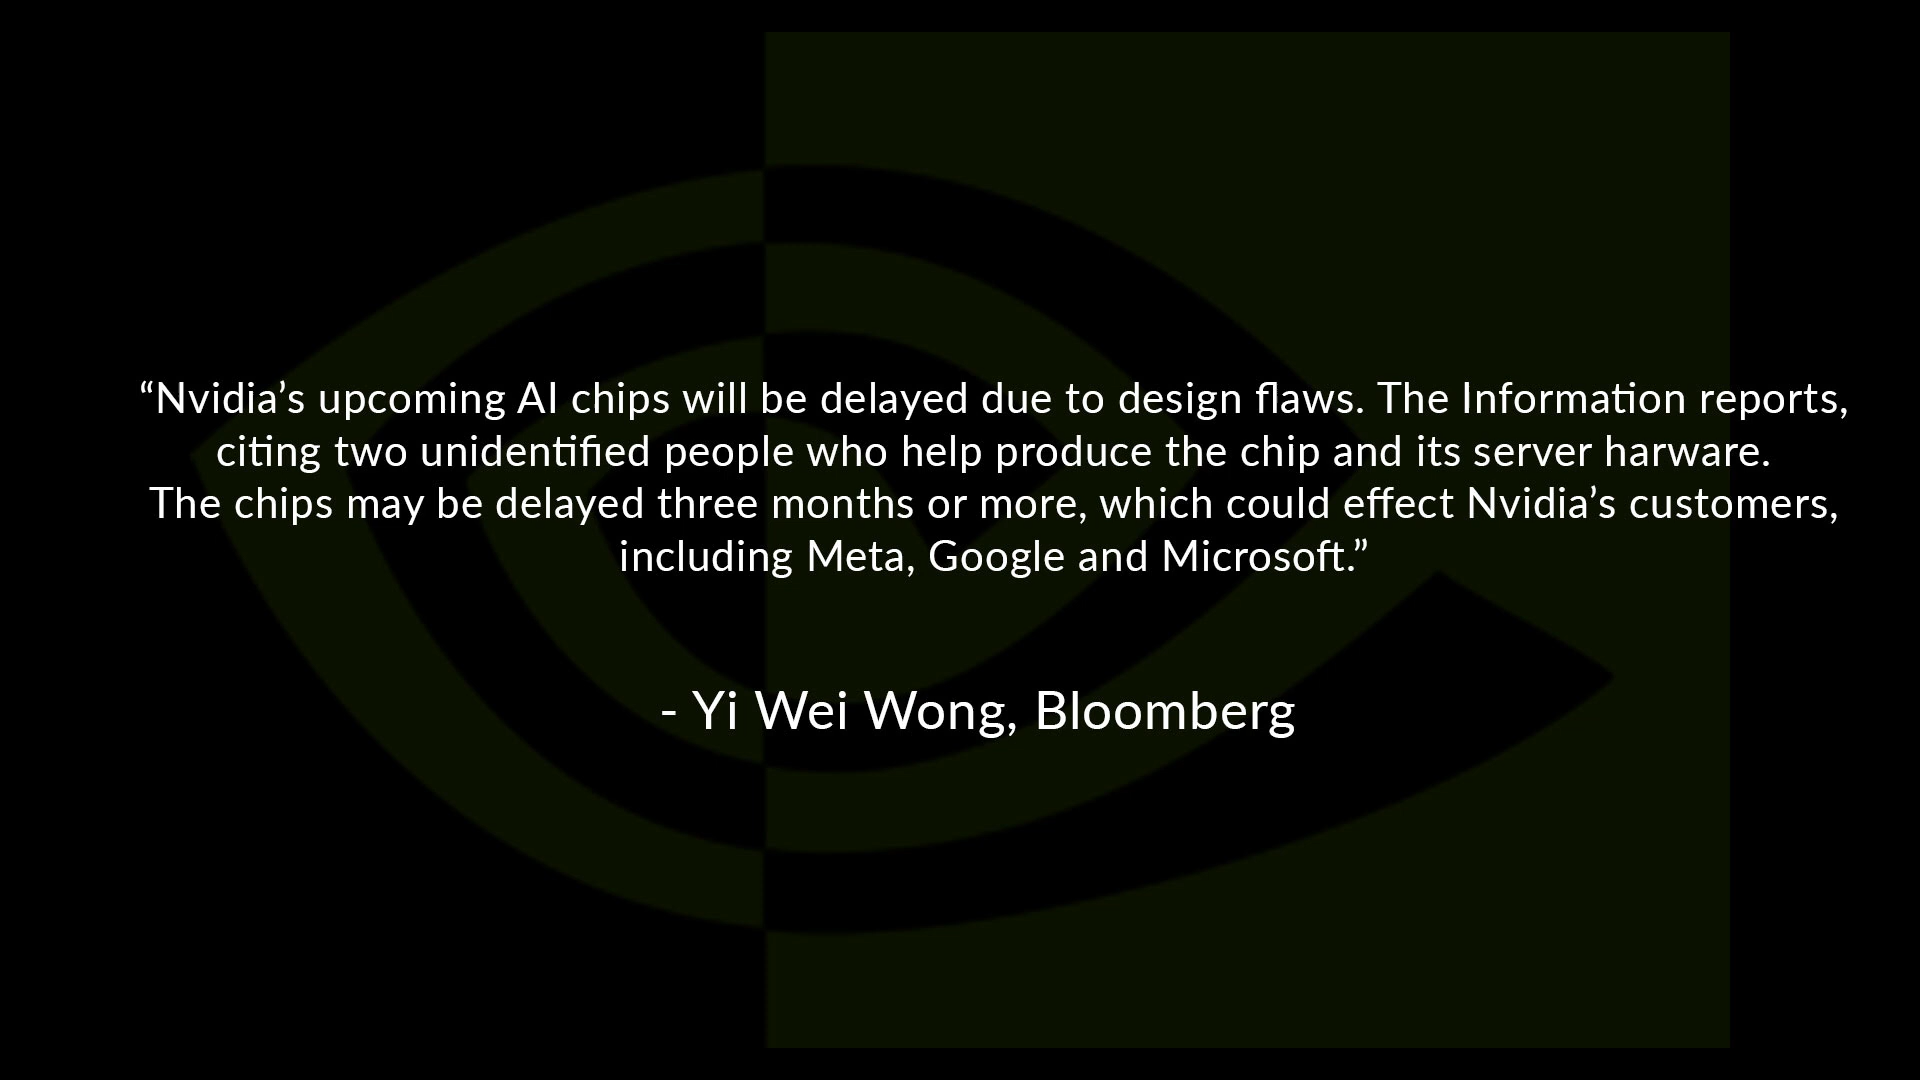 “Nvidia’s upcoming AI chips will be delayed due to design flaws. The Information reports,
citing two unidentified people who help produce the chip and its server harware.
The chips may be delayed three months or more, which could effect Nvidia’s customers,
including Meta, Google and Microsoft.”
- Yi Wei Wong, Bloomberg